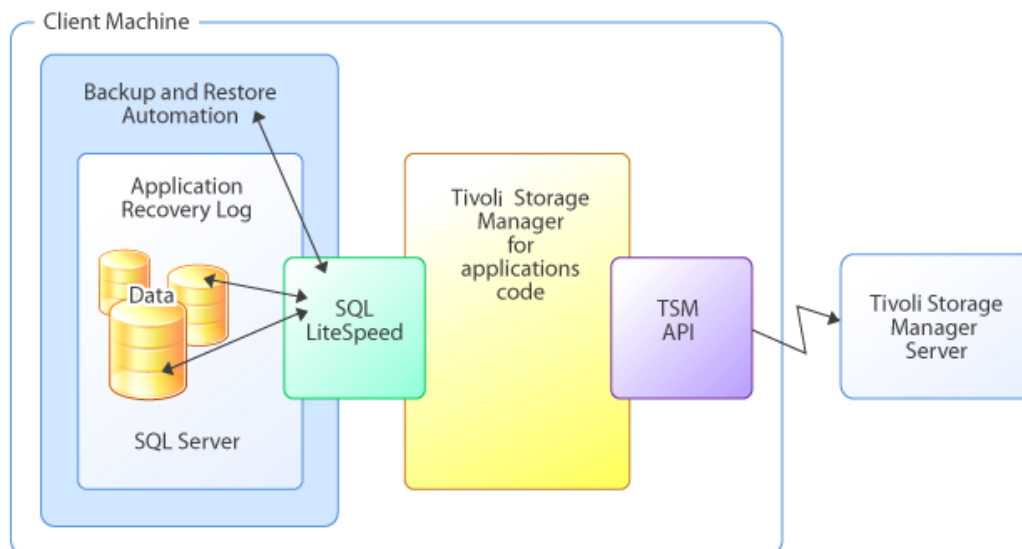 Client Machine
Backup and Restore
Automation
Application
Recovery Log
Data
SQL Server
SQL
LiteSpeed
Tivoli Storage
Manager
for
applications
code
TSM
API
Tivoli Storage
Manager
Server